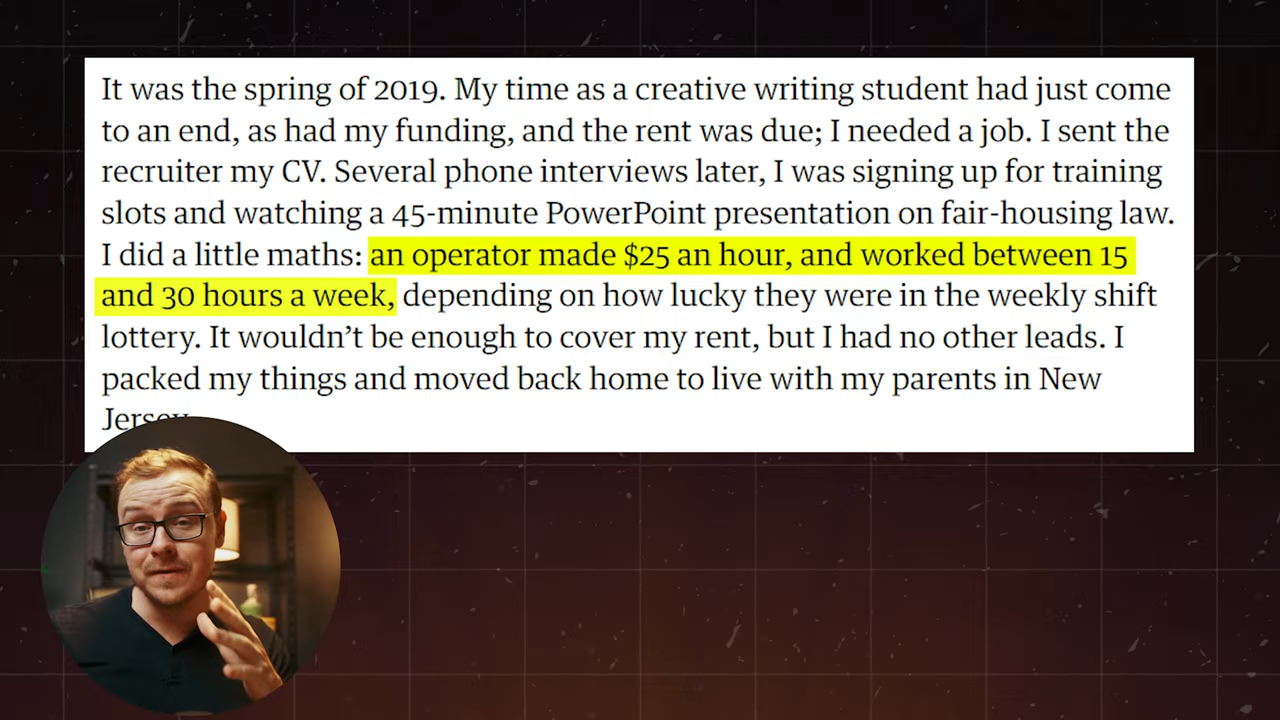 It was the spring of 2019. My time as a creative writing student had just come
to an end, as had my funding, and the rent was due; I needed a job. I sent the
recruiter my CV. Several phone interviews later, I was signing up for training
slots and watching a 45-minute PowerPoint presentation on fair-housing law.
I did a little maths: an operator made $25 an hour, and worked between 15
and 30 hours a week, depending on how lucky they were in the weekly shift
lottery. It wouldn’t be enough to cover my rent, but I had no other leads. I
packed my things and moved back home to live with my parents in New
Jersey